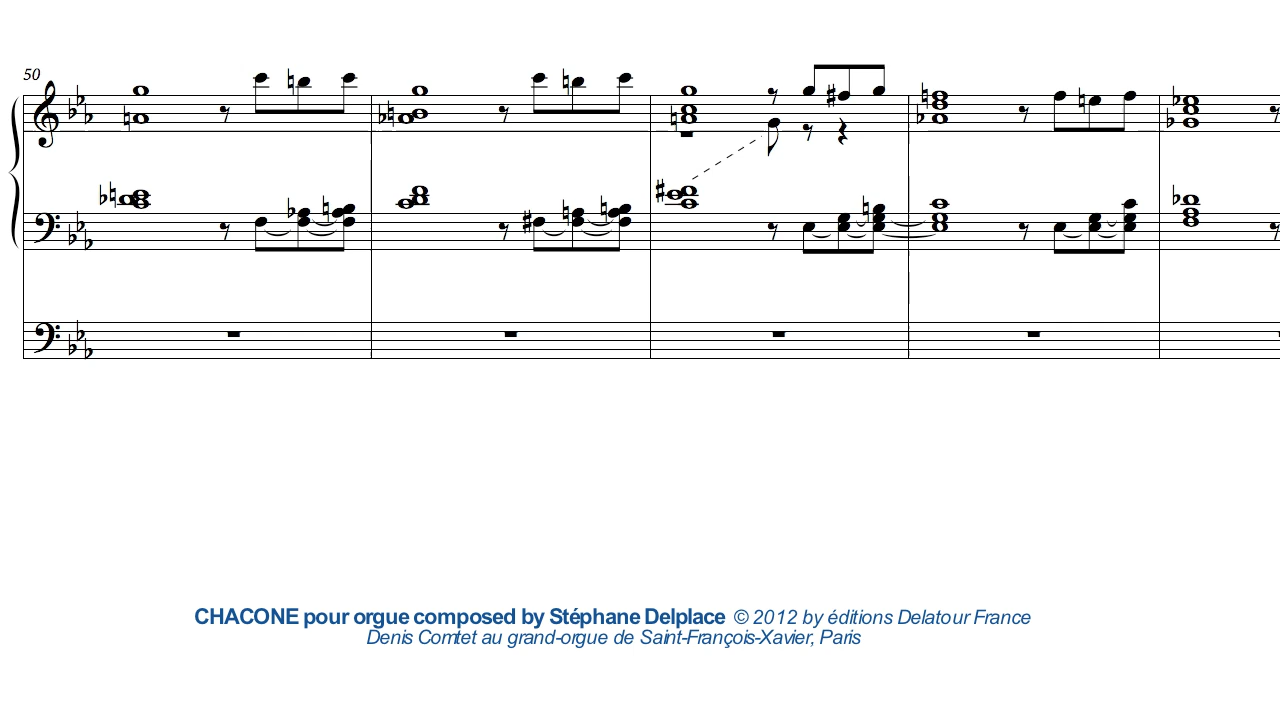 50
CHACONE pour orgue composed by Stéphane Delplace © 2012 by éditions Delatour France
Denis Comtet au grand-orgue de Saint-François-Xavier, Paris